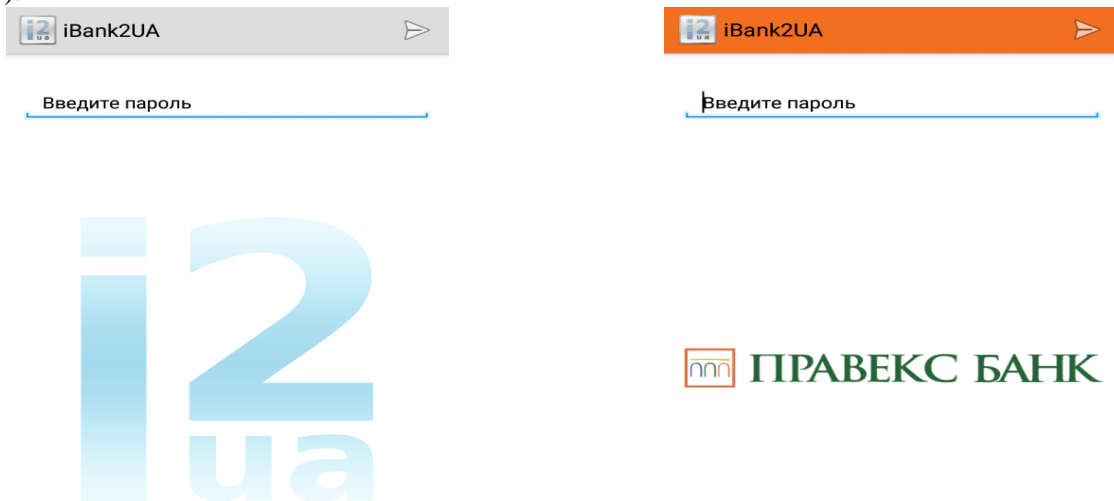 ).
iBank2UA
Введите пароль
i2
ua
iBank2UA
Введите пароль
ПРАВЕКС БАНК